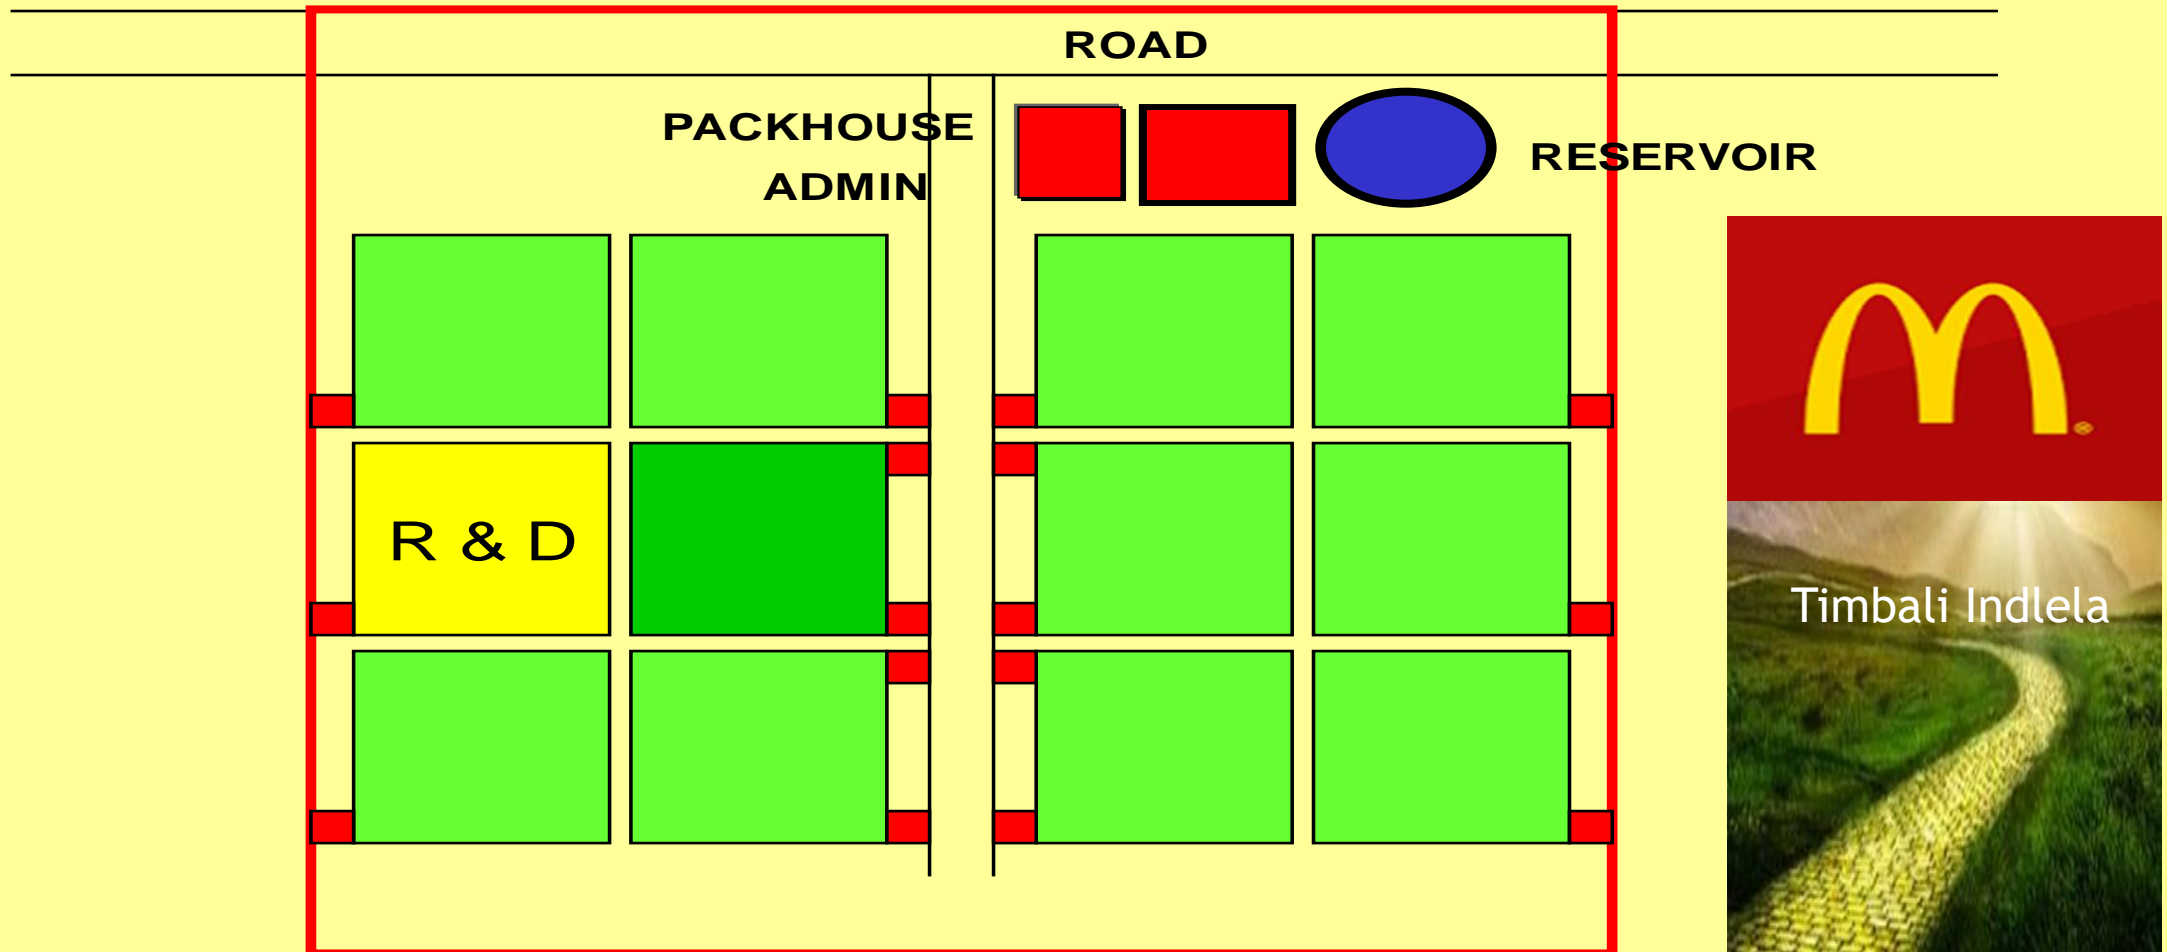 ROAD
PACKHOUSE
ADMIN
RESERVOIR
R & D
Timbali Indlela